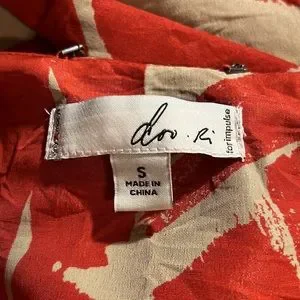 doo.Ri
for impulse
S
MADE IN
CHINA